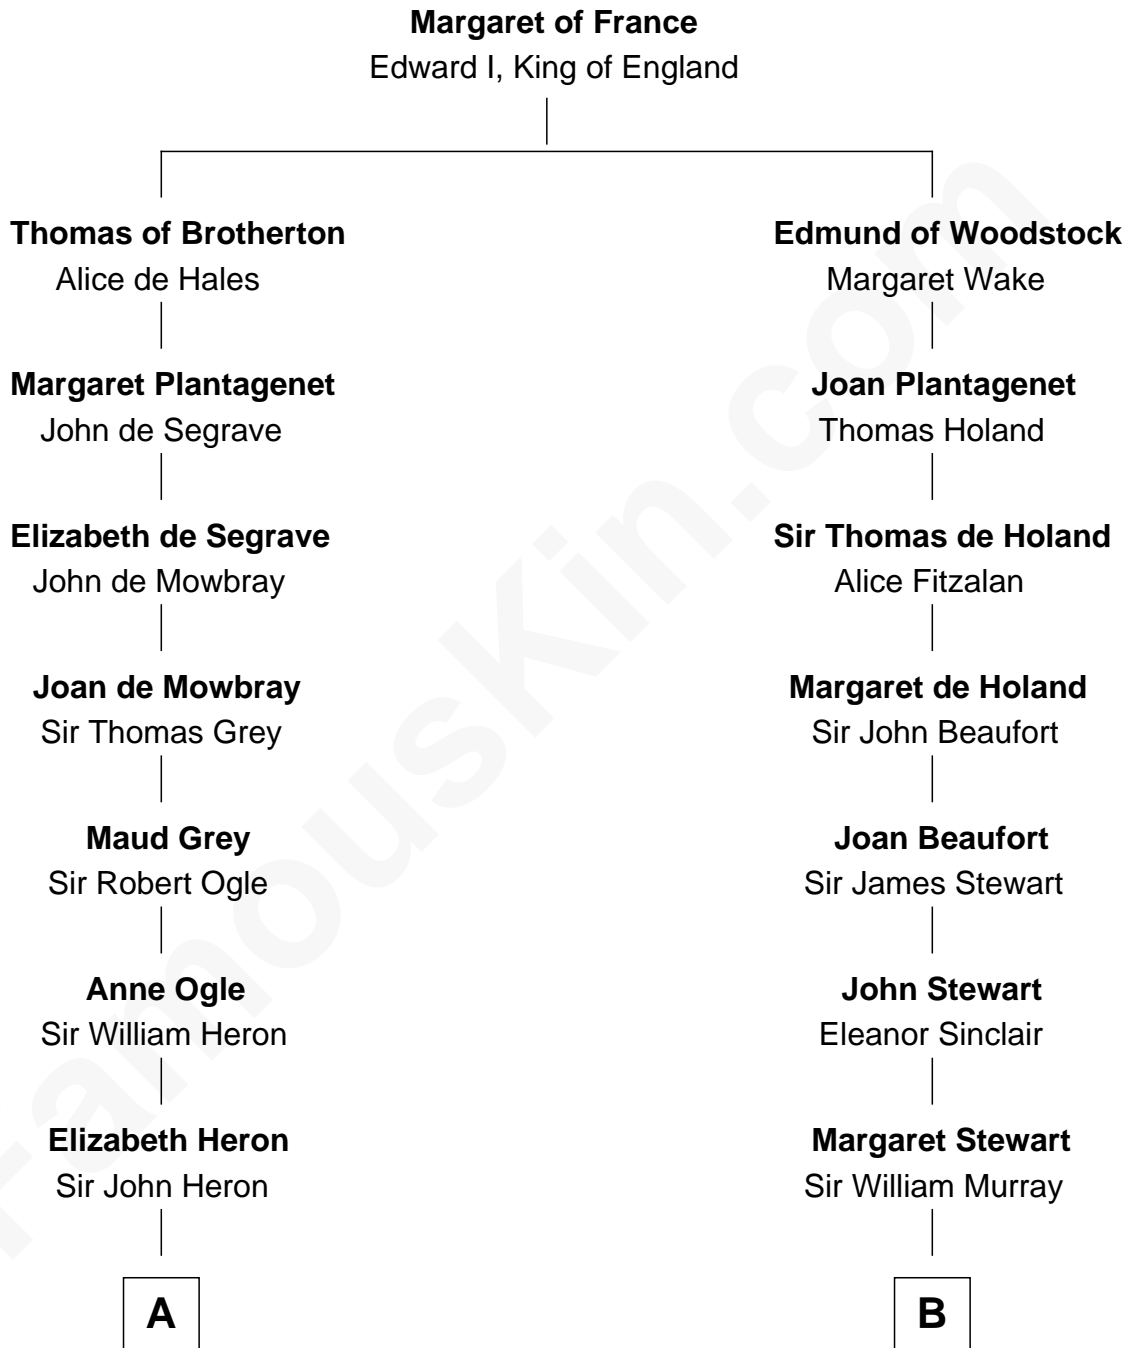 Margaret of France
Edward I, King of England
Thomas of Brotherton
Alice de Hales
Edmund of Woodstock
Margaret Wake
Margaret Plantagenet
John de Segrave
Joan Plantagenet
Thomas Holand
Elizabeth de Segrave
John de Mowbray
Sir Thomas de Holand
Alice Fitzalan
Joan de Mowbray
Sir Thomas Grey
Margaret de Holand
Sir John Beaufort
Maud Grey
Sir Robert Ogle
Joan Beaufort
Sir James Stewart
Anne Ogle
Sir William Heron
John Stewart
Eleanor Sinclair
Elizabeth Heron
Sir John Heron
Margaret Stewart
Sir William Murray
A
B
FamousKin.com